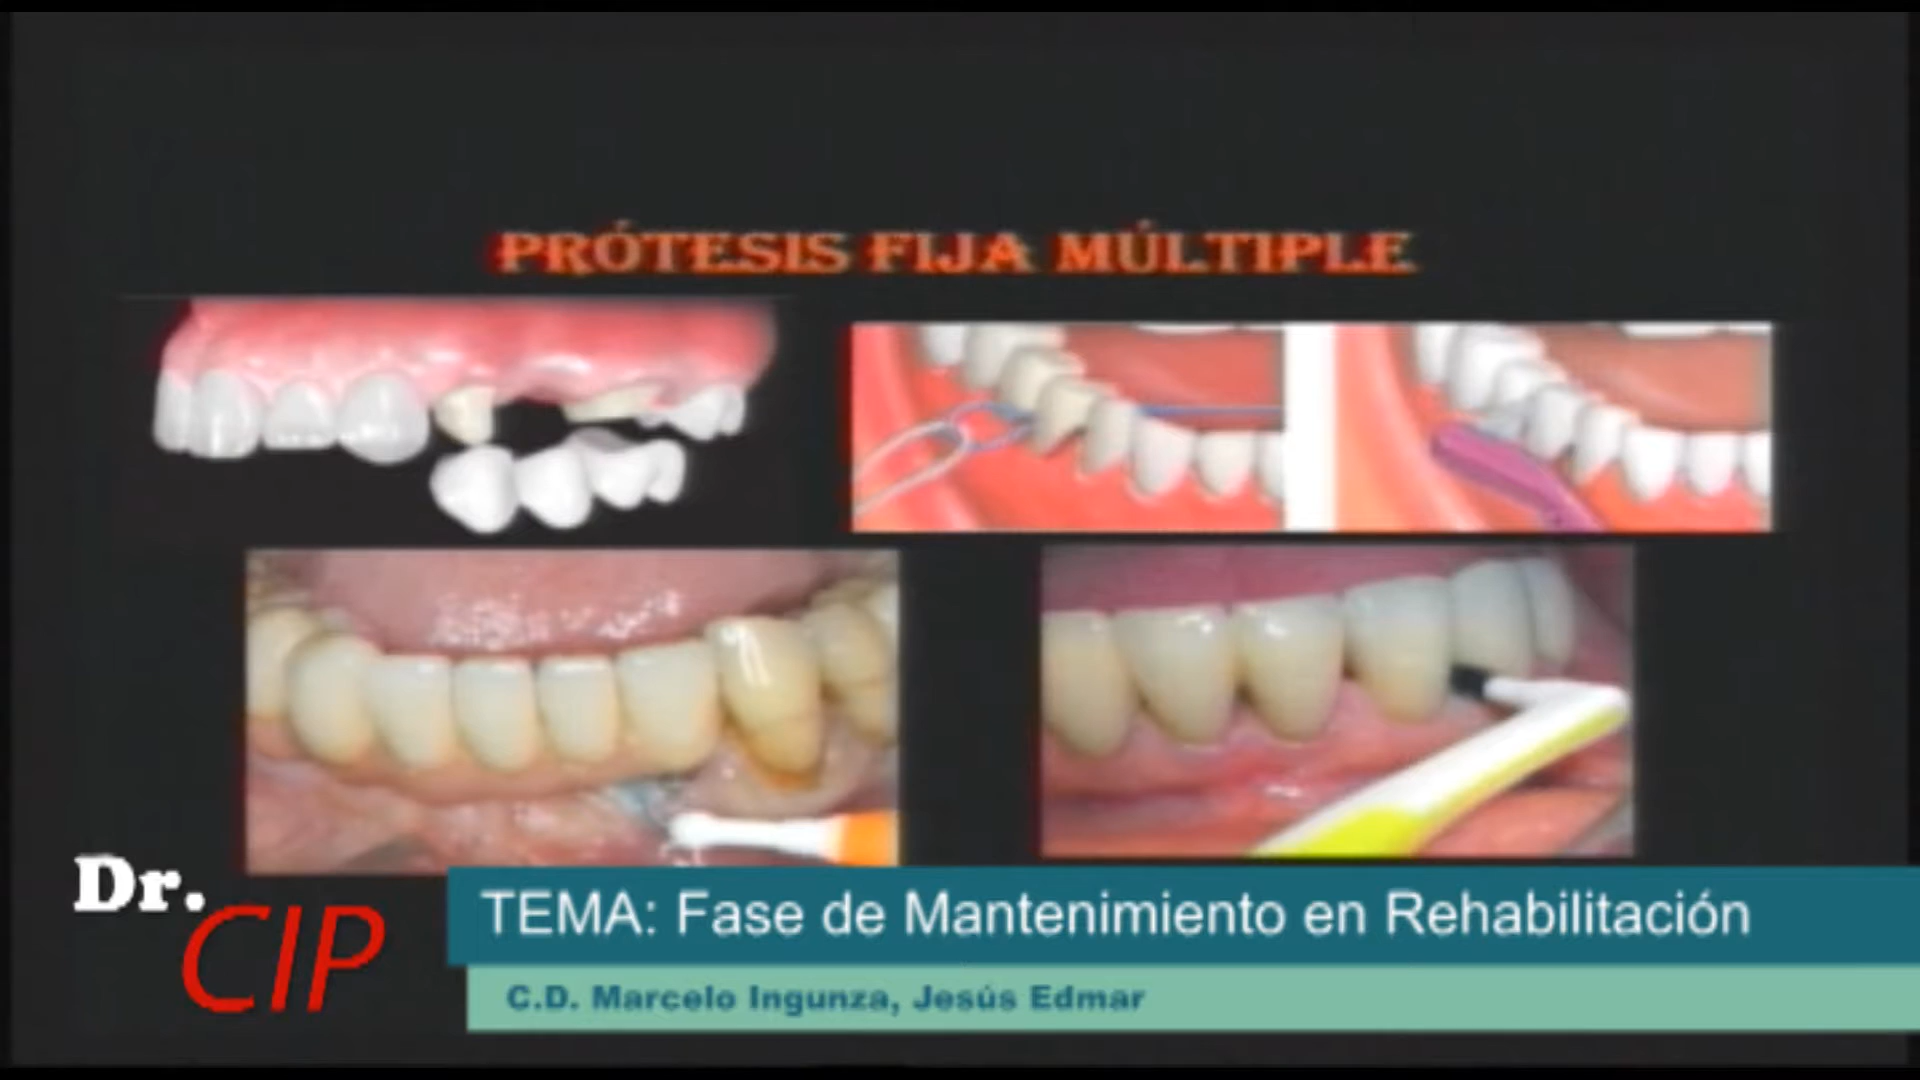 PRÓTESIS FIJA MÚLTIPLE
Dr.
CIP
TEMA: Fase de Mantenimiento en Rehabilitación
C.D. Marcelo Ingunza, Jesús Edmar